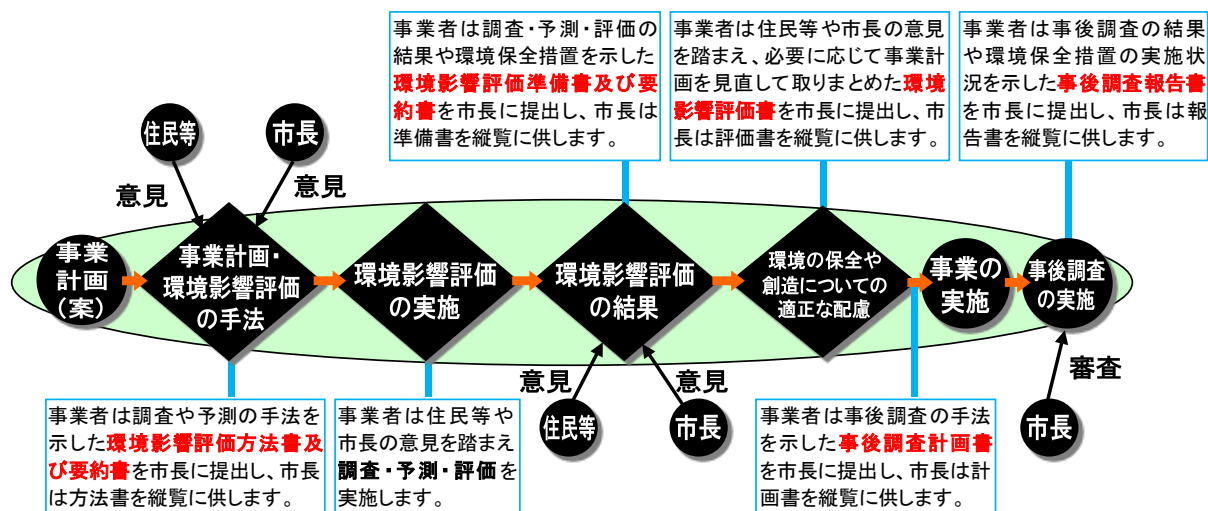 事業者は調査・予測・評価の
結果や環境保全措置を示した
環境影響評価準備書及び要
約書を市長に提出し、市長は
準備書を縦覧に供します。
事業者は住民等や市長の意見
を踏まえ、必要に応じて事業計
画を見直して取りまとめた環境
影響評価書を市長に提出し、市
長は評価書を縦覧に供します。
事業者は事後調査の結果
や環境保全措置の実施状
況を示した事後調査報告書
を市長に提出し、市長は報
告書を縦覧に供します。
住民等
市長
意見
意見
事業
計画
(案)
事業計画・
環境影響評価
の手法
環境影響評価
の実施
環境影響評価
の結果
環境の保全や
創造についての
適正な配慮
事業の
実施
事後調査
の実施
意見
意見
審査
住民等
市長
市長
事業者は調査や予測の手法を
示した環境影響評価方法書及
び要約書を市長に提出し、市長
は方法書を縦覧に供します。
事業者は住民等や
市長の意見を踏まえ
調査・予測・評価を
実施します。
事業者は事後調査の手法
を示した事後調査計画書
を市長に提出し、市長は計
画書を縦覧に供します。